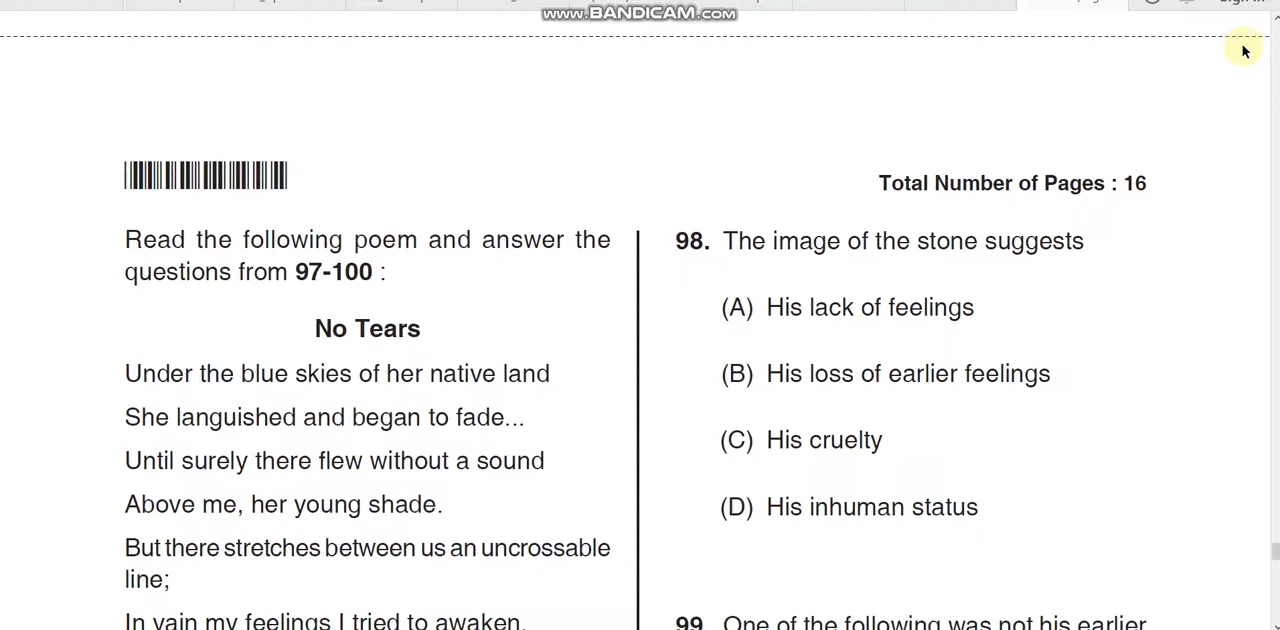 www.BANDICAM.com
Total Number of Pages : 16
Read the following poem and answer the
questions from 97-100 :
No Tears
Under the blue skies of her native land
She languished and began to fade...
Until surely there flew without a sound
Above me, her young shade.
But there stretches between us an uncrossable
line;
In vain my feelings I tried to awaken.
98. The image of the stone suggests
(A) His lack of feelings
(B) His loss of earlier feelings
(C) His cruelty
(D) His inhuman status
99. One of the following was not his earlier